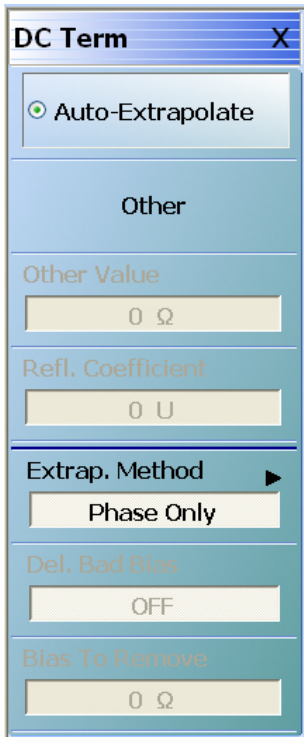 DC Term X
Auto-Extrapolate
Other
Other Value
0 Ω
Refl. Coefficient
0 U
Extrap. Method
Phase Only
Del. Bad Bias
OFF
Bias To Remove
0 Ω